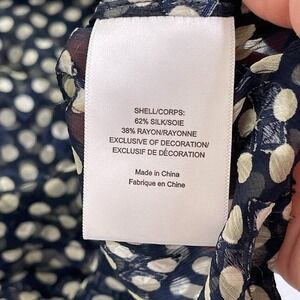 SHELL/CORPS:
62% SILK/SOIE
38% RAYON/RAYONNE
EXCLUSIVE OF DECORATION/
EXCLUSIF DE DÉCORATION
Made in China
Fabrique en Chine